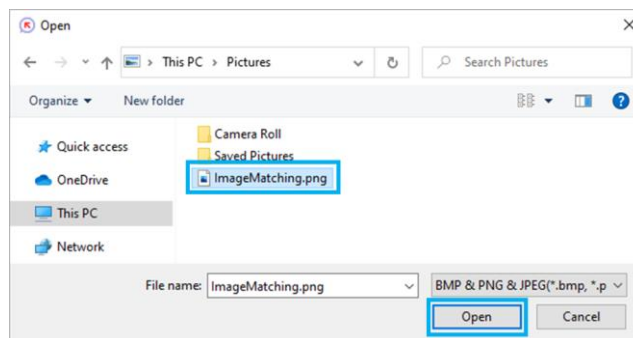 Open
This PC > Pictures
Search Pictures
Organize
New folder
Quick access
OneDrive
This PC
Network
Camera Roll
Saved Pictures
ImageMatching.png
File name: ImageMatching.png
BMP & PNG & JPEG(*.bmp, *.p
Open
Cancel